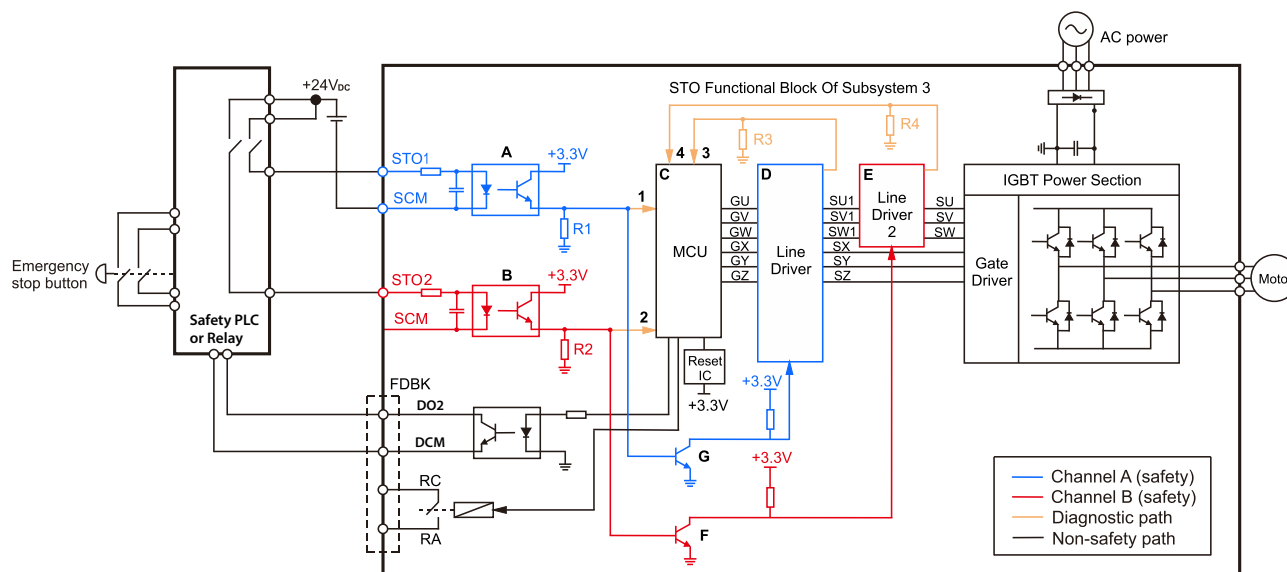 AC power
+24VDC
STO Functional Block Of Subsystem 3
R4
R3
STO1
A
+3.3V
4
3
C
D
E
IGBT Power Section
SCM
1
R1
MCU
GU
GV
GW
GX
GY
GZ
Line
Driver
SU1
SV1
SW1
SX
SY
SZ
Line
Driver
2
SU
SV
SW
Gate
Driver
Moto
Emergency
stop button
STO2
B
+3.3V
SCM
2
R2
Safety PLC
or Relay
Reset
IC
+3.3V
+3.3V
FDBK
DO2
DCM
G
+3.3V
RC
RA
F
Channel A (safety)
Channel B (safety)
Diagnostic path
Non-safety path